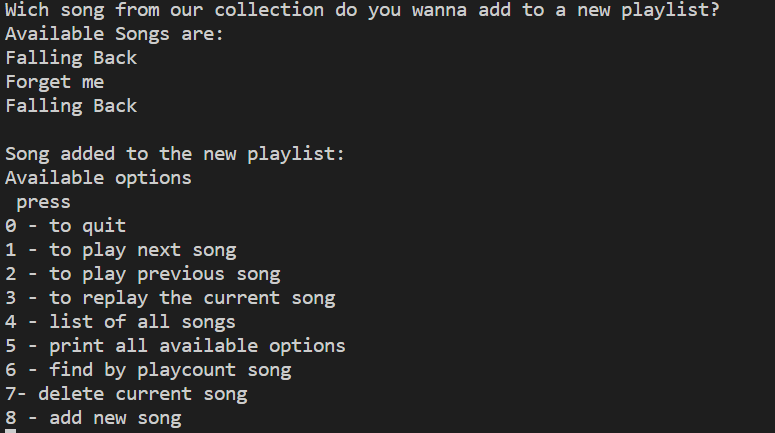 Wich song from our collection do you wanna add to a new playlist?
Available Songs are:
Falling Back
Forget me
Falling Back

Song added to the new playlist:
Available options
 press
0 - to quit
1 - to play next song
2 - to play previous song
3 - to replay the current song
4 - list of all songs
5 - print all available options
6 - find by playcount song
7- delete current song
8 - add new song